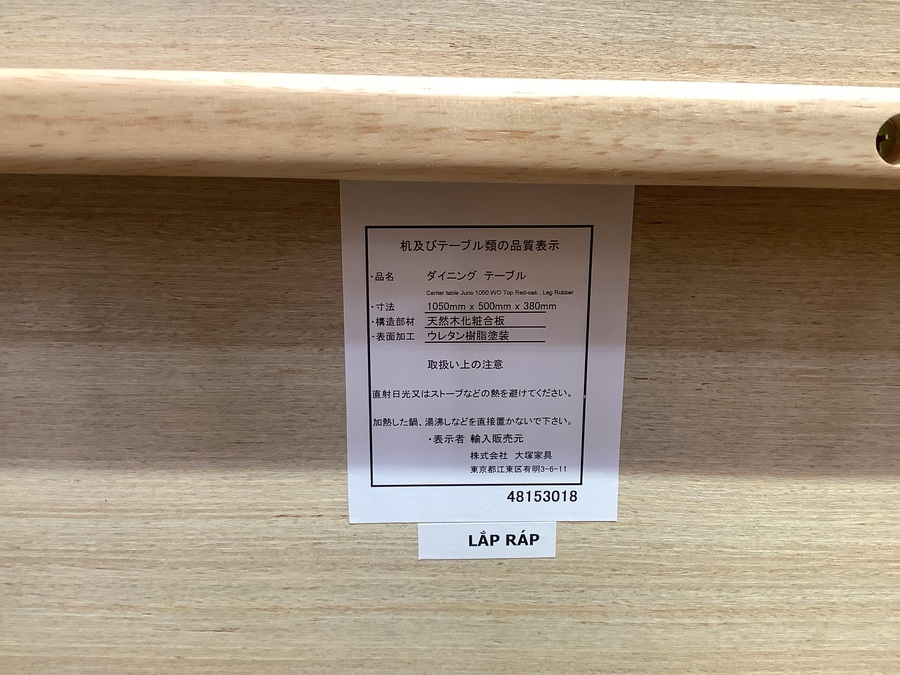 机及びテーブル類の品質表示
・品名 ダイニング テーブル
Center table Juno 1050 WO Top Red-oak , Leg Rubber
・寸法 1050mm x 500mm x 380mm
・構造部材 天然木化粧合板
・表面加工 ウレタン樹脂塗装
取扱い上の注意
直射日光又はストーブなどの熱を避けてください。
加熱した鍋、湯沸しなどを直接置かないで下さい。
・表示者 輸入販売元
株式会社 大塚家具
東京都江東区有明3-6-11
48153018
LẮP RÁP